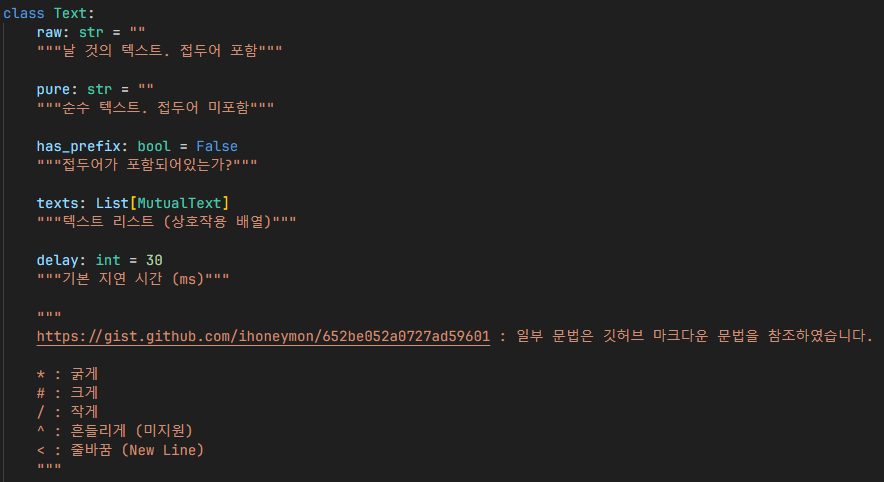 class Text:
    raw: str = ""
    """날 것의 텍스트. 접두어 포함"""

    pure: str = ""
    """순수 텍스트. 접두어 미포함"""

    has_prefix: bool = False
    """접두어가 포함되어있는가?"""

    texts: List[MutualText]
    """텍스트 리스트 (상호작용 배열)"""

    delay: int = 30
    """기본 지연 시간 (ms)"""

    """
    https://gist.github.com/ihoneymon/652be052a0727ad59601 : 일부 문법은 깃허브 마크다운 문법을 참조하였습니다.

    * : 굵게
    # : 크게
    / : 작게
    ^ : 흔들리게 (미지원)
    < : 줄바꿈 (New Line)
    """